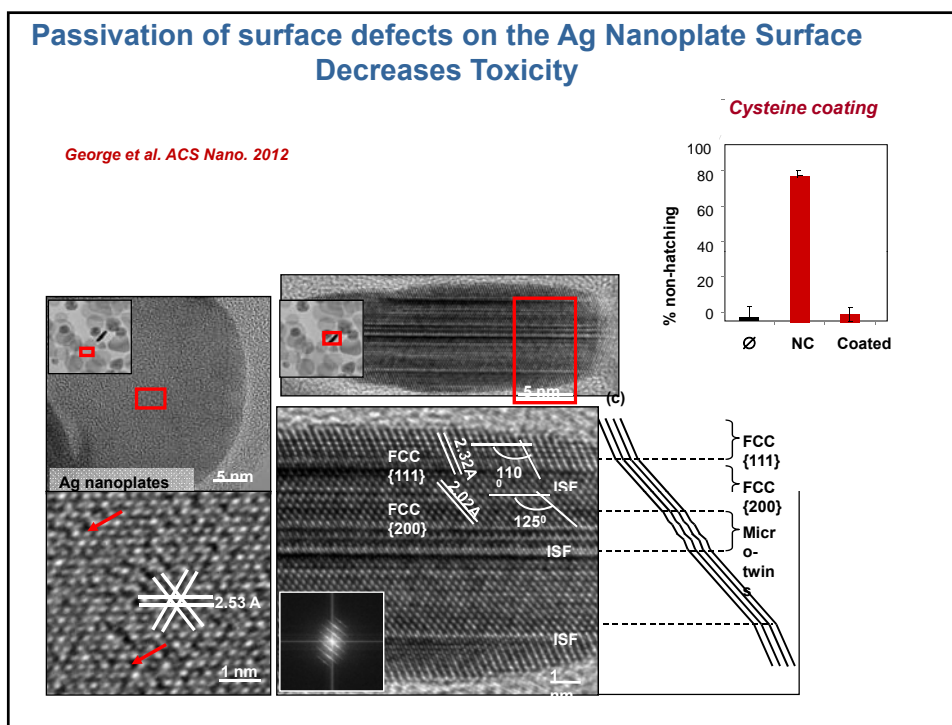 Passivation of surface defects on the Ag Nanoplate Surface
Decreases Toxicity
George et al. ACS Nano. 2012
Cysteine coating
% non-hatching
100
80
60
40
20
0
Ø
NC
Coated
Ag nanoplates
5 nm
2.53 A
1 nm
5 nm
FCC
{111}
2.32A
110
0
ISF
FCC
{200}
2.02A
125⁰
ISF
ISF
1
nm
(c)
FCC
{111}
FCC
{200}
Micr
o-
twin
s